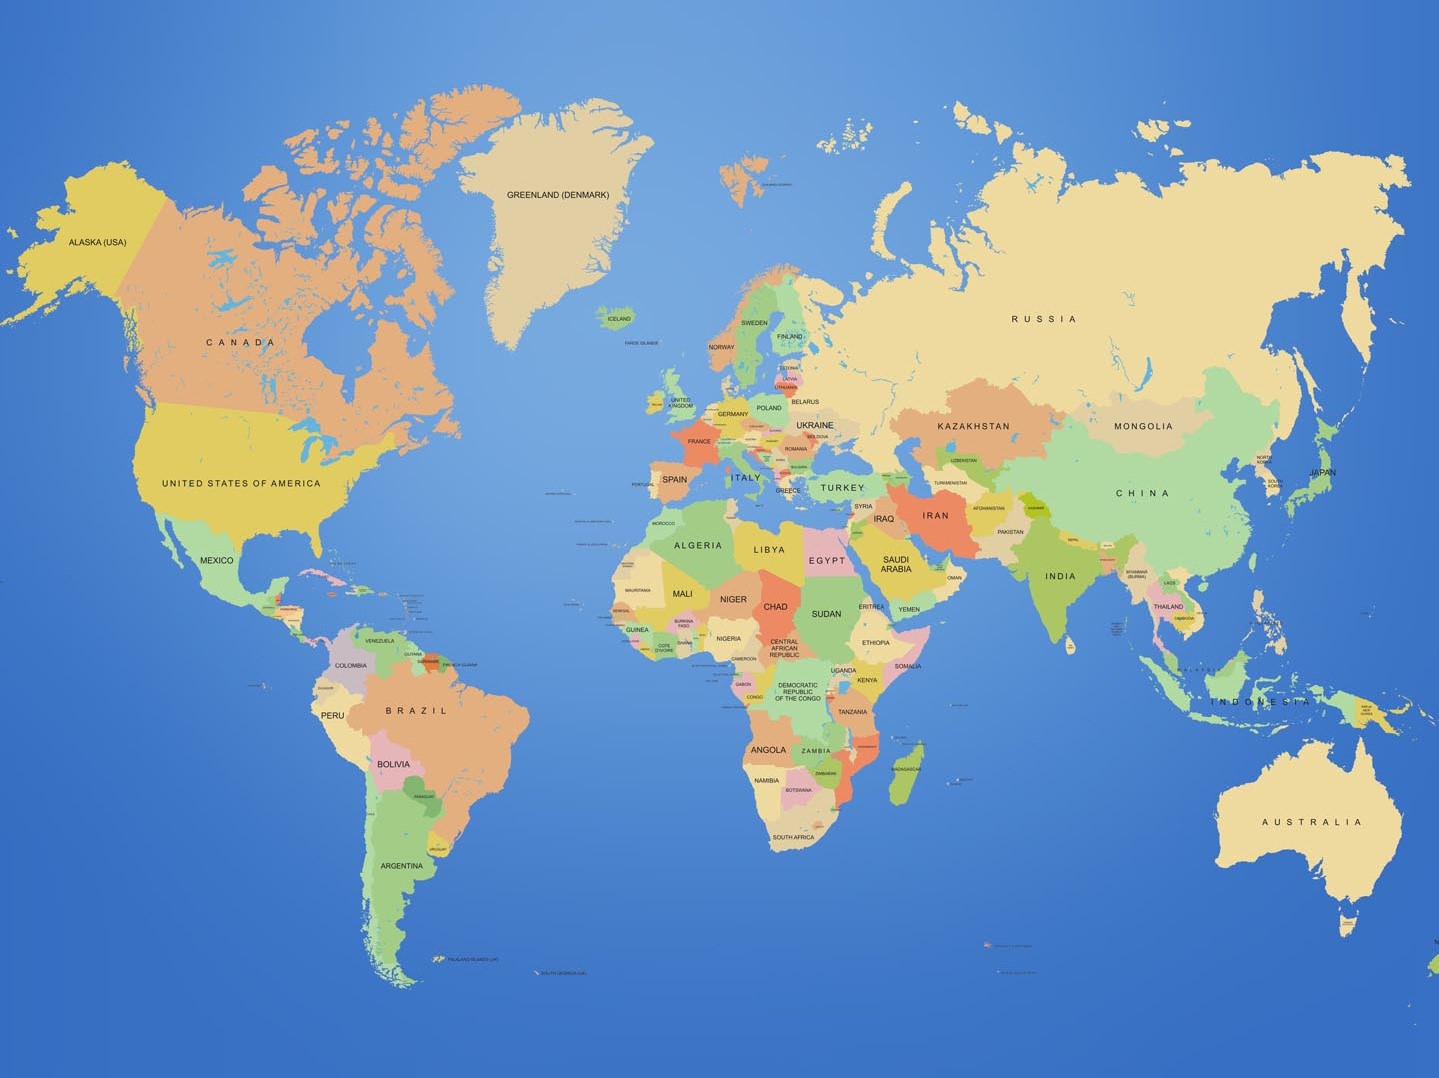 GREENLAND (DENMARK)
ALASKA (USA)
ICELAND
RUSSIA
SWEDEN
FINLAND
CANADA
NORWAY
FAROE ISLANDS
ESTONIA
LATVIA
LITHUANIA
BELARUS
UNITED
KINGDOM
POLAND
GERMANY
UKRAINE
KAZAKHSTAN
MONGOLIA
MOLDOVA
FRANCE
ROMANIA
NORTH
KOREA
UZBEKISTAN
BULGARIA
JAPAN
UNITED STATES OF AMERICA
PORTUGAL
SPAIN
ITALY
GREECE
TURKEY
TURKMENISTAN
SOUTH
KOREA
CHINA
SYRIA
AFGHANISTAN
KASHMIR
IRAQ
IRAN
MOROCCO
PAKISTAN
ALGERIA
LIBYA
EGYPT
NEPAL
MEXICO
SAUDI
ARABIA
OMAN
INDIA
MYANMAR
(BURMA)
LAOS
MAURITANIA
MALI
NIGER
CHAD
SUDAN
ERITREA
YEMEN
THAILAND
CAMBODIA
SENEGAL
BURKINA
FASO
GUINEA
COTE
D'IVOIRE
GHANA
NIGERIA
CENTRAL
AFRICAN
REPUBLIC
ETHIOPIA
VENEZUELA
GUYANA
SURINAME
FRENCH GUIANA
COLOMBIA
CAMEROON
SOMALIA
UGANDA
KENYA
MALAYSIA
ECUADOR
GABON
CONGO
DEMOCRATIC
REPUBLIC
OF THE CONGO
INDONESIA
PAPUA
NEW
GUINEA
PERU
BRAZIL
TANZANIA
ANGOLA
ZAMBIA
MOZAMBIQUE
BOLIVIA
ZIMBABWE
MADAGASCAR
NAMIBIA
BOTSWANA
PARAGUAY
CHILE
AUSTRALIA
SOUTH AFRICA
URUGUAY
ARGENTINA
FALKLAND ISLANDS (UK)
SOUTH GEORGIA (UK)
N